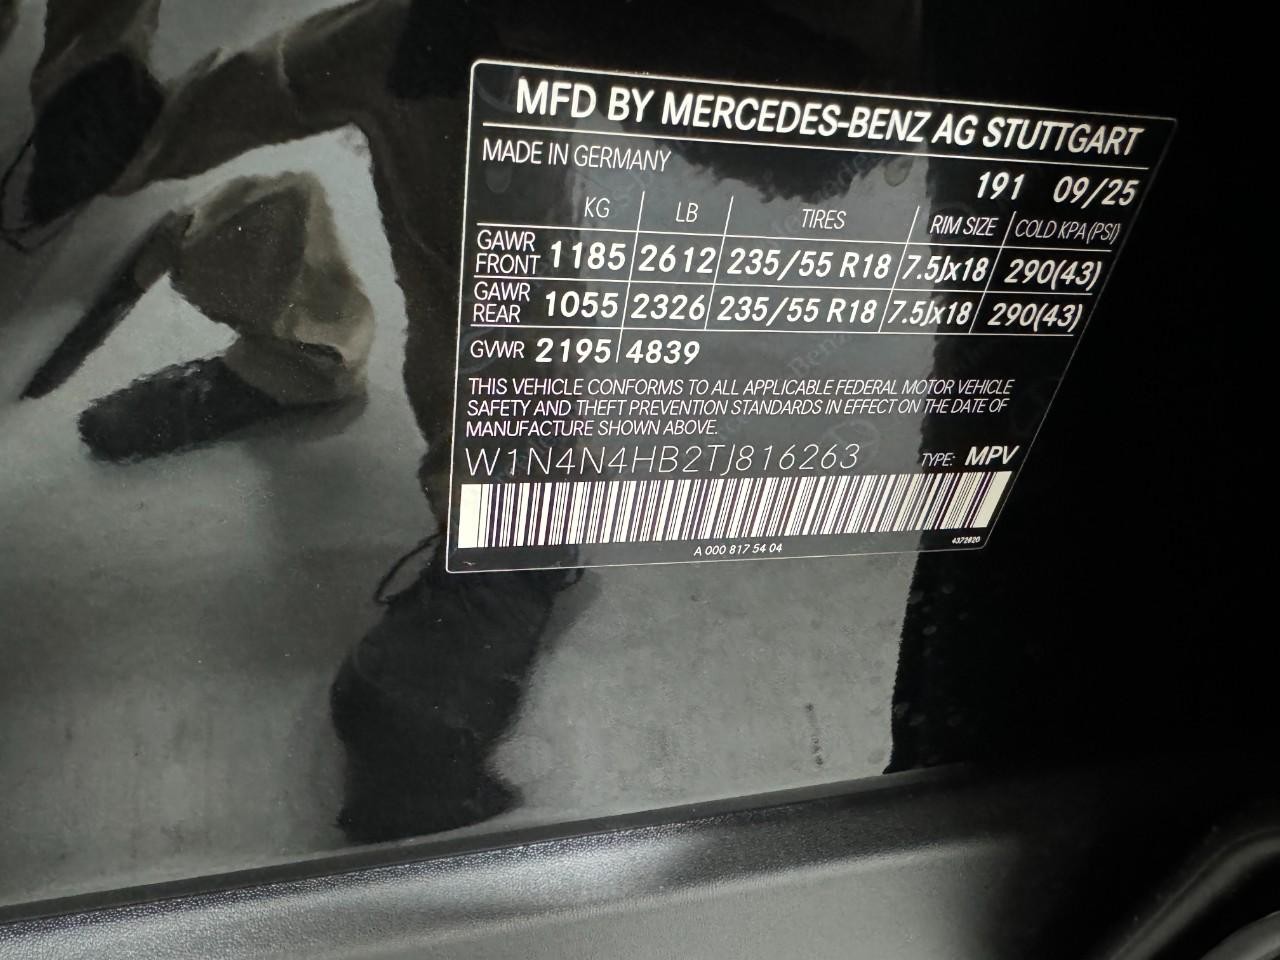 MFD BY MERCEDES-BENZ AG STUTTGART
MADE IN GERMANY
191 09/25
KG LB TIRES RIM SIZE COLD KPA (PSI)
GAWR FRONT 1185 2612 235/55 R18 7.5Jx18 290(43)
GAWR REAR 1055 2326 235/55 R18 7.5Jx18 290(43)
GVWR 2195 4839
THIS VEHICLE CONFORMS TO ALL APPLICABLE FEDERAL MOTOR VEHICLE
SAFETY AND THEFT PREVENTION STANDARDS IN EFFECT ON THE DATE OF
MANUFACTURE SHOWN ABOVE.
W1N4N4HB2TJ816263 TYPE: MPV
A 000 817 54 04 4372820